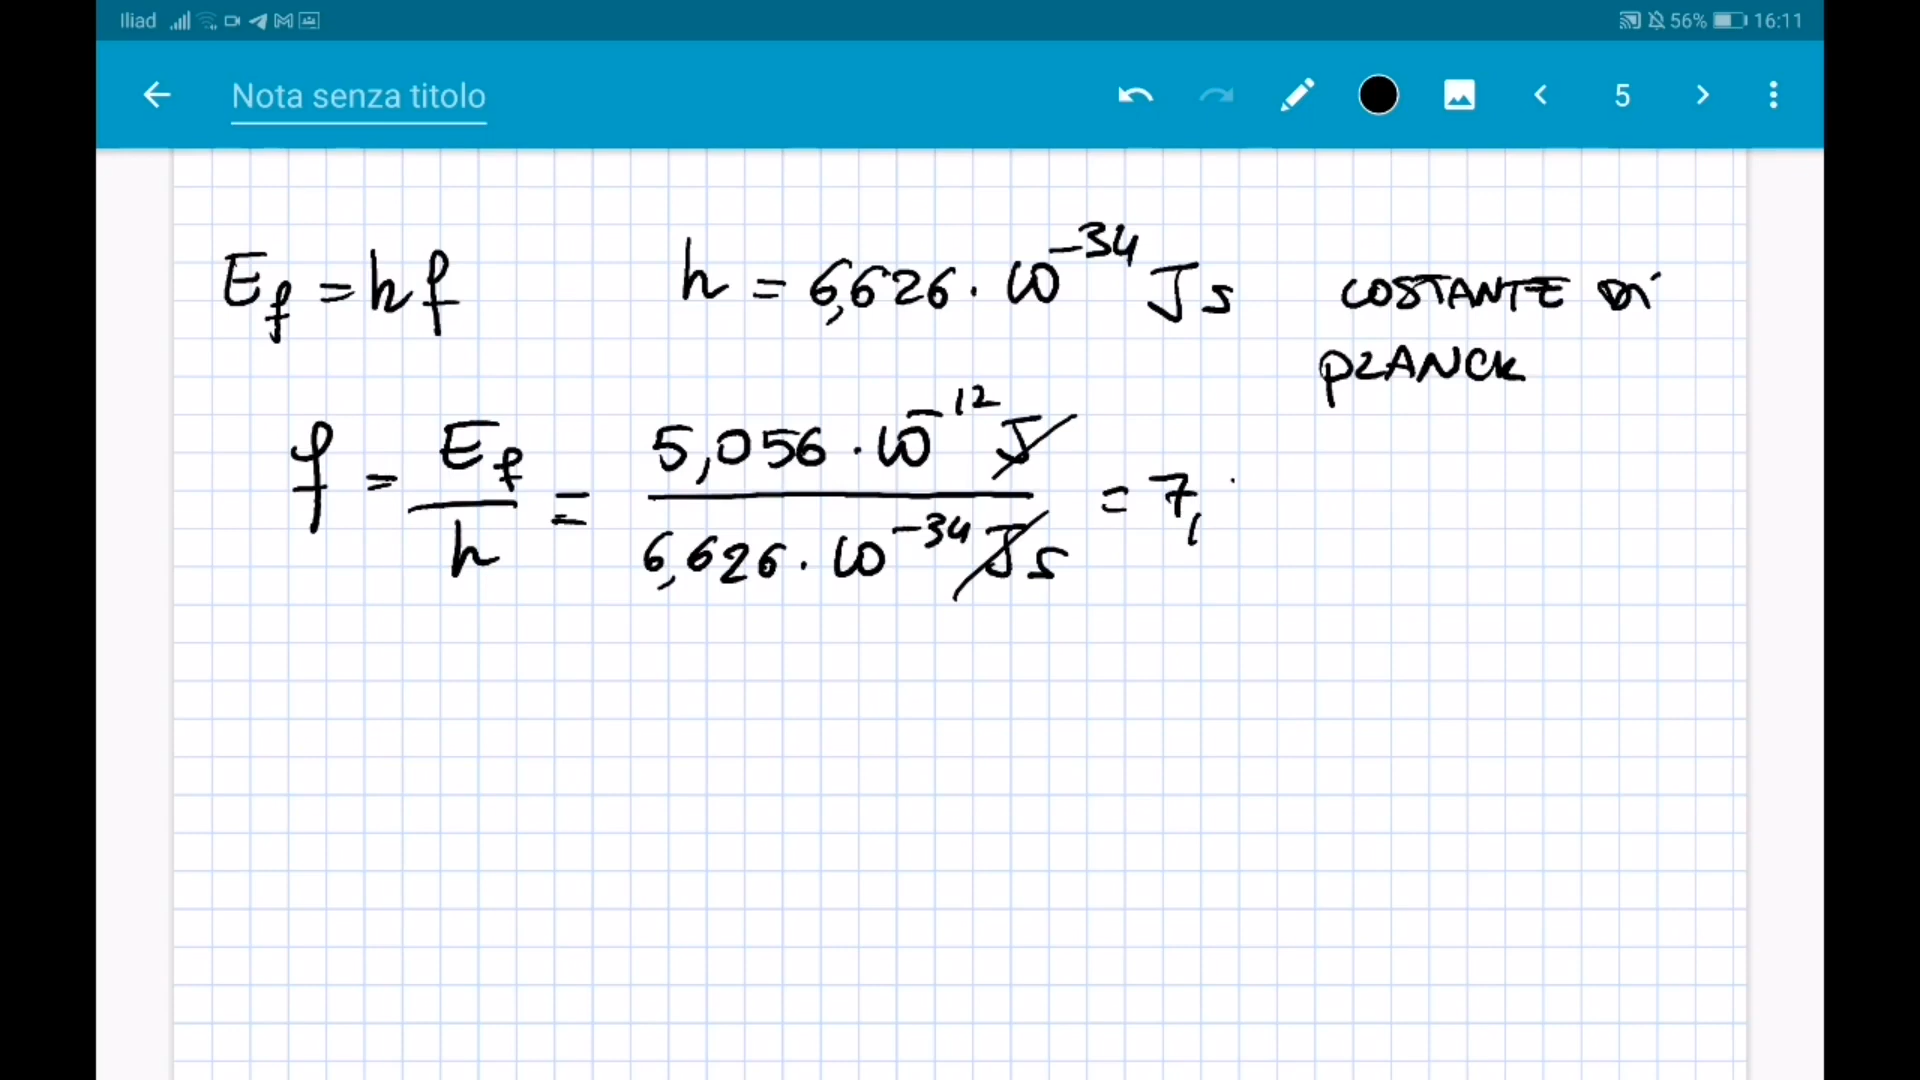 Iliad 56% 16:11
Nota senza titolo 5
E_f = hf h = 6,626 · 10^-34 Js COSTANTE DI
PLANCK
f = E_f / h = 5,056 · 10^-12 J / 6,626 · 10^-34 Js = 7,